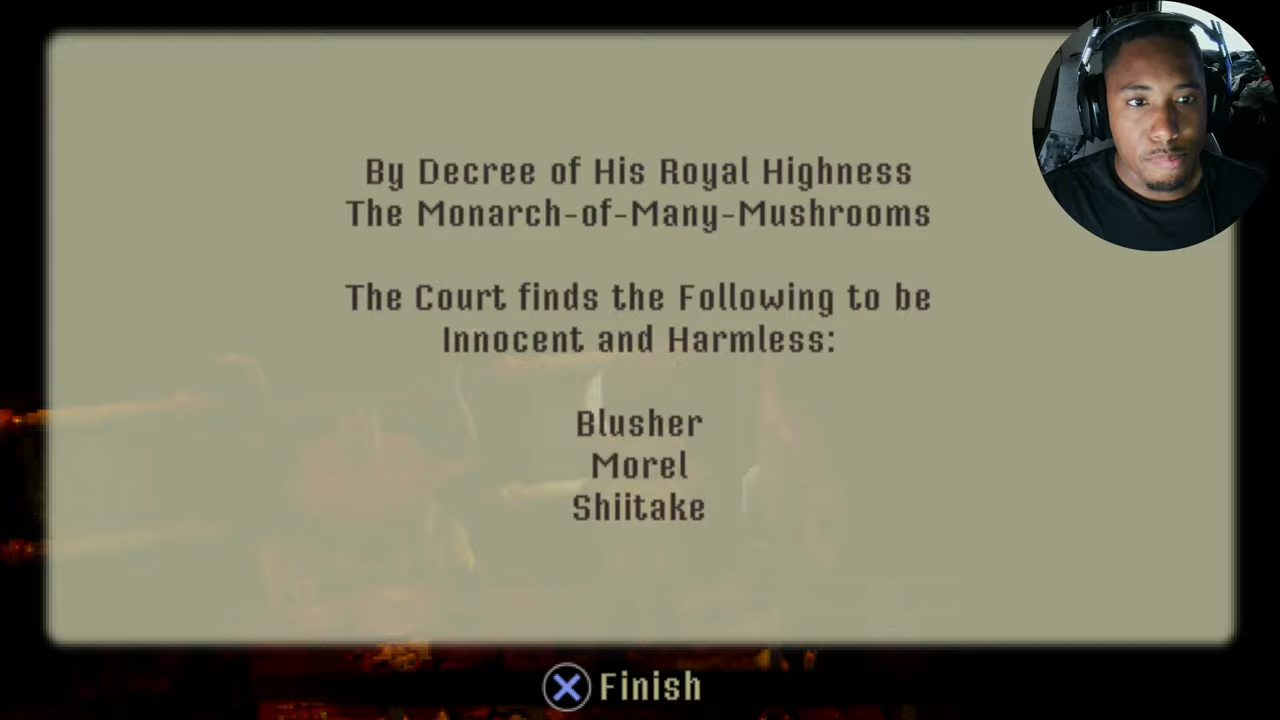 By Decree of His Royal Highness
The Monarch-of-Many-Mushrooms
The Court finds the Following to be
Innocent and Harmless:
Blusher
Morel
Shiitake
Finish